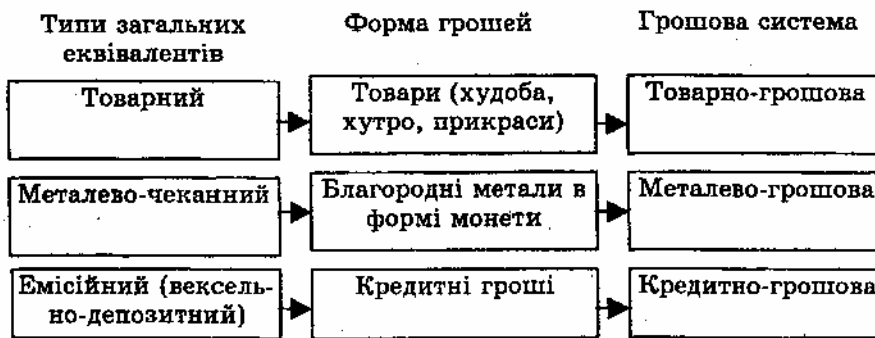 Типи загальних
еквівалентів
Форма грошей
Грошова система
Товарний
Товари (худоба,
хутро, прикраси)
Товарно-грошова
Металево-чеканний
Благородні метали в
формі монети
Металево-грошова
Емісійний (вексель-
но-депозитний)
Кредитні гроші
Кредитно-грошова